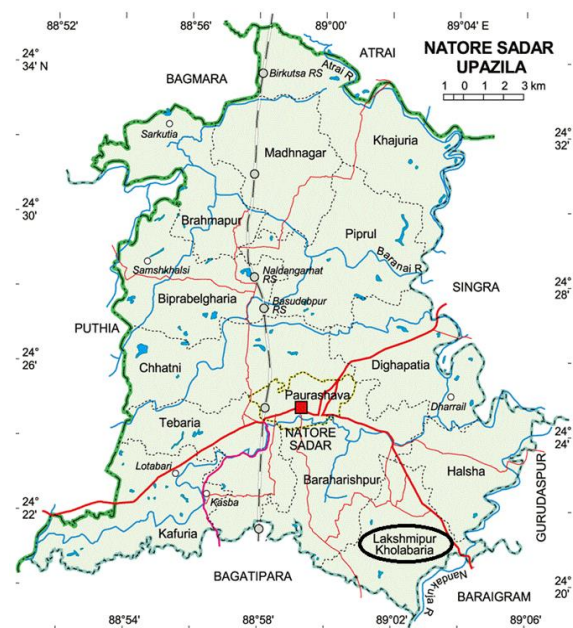 88° 52'
88° 56'
89° 00'
89° 04' E
24°
34' N
ATRAI
NATORE SADAR
UPAZILA
1 0 1 2 3 km
Birkutsa RS
Atrai R
BAGMARA
Sarkutia
Khajuria
24°
32'
Madhnagar
24°
30'
Brahmapur
Piprul
Baranai R
Samshkhalsi
Naldangahat
RS
SINGRA
24°
28'
Biprabelgharia
Basudebpur
RS
PUTHIA
24°
26'
Chhatni
Dighapatia
Paurashava
Dharrail
Tebaria
NATORE
SADAR
24°
24'
Lotabari
Halsha
GURUDASPUR
Baraharishpur
Kasba
24°
22'
Kafuria
Lakshmipur
Kholabaria
BAGATIPARA
Nandakuja R
BARAIGRAM
24°
20'
88° 54'
88° 58'
89° 02'
89° 06'